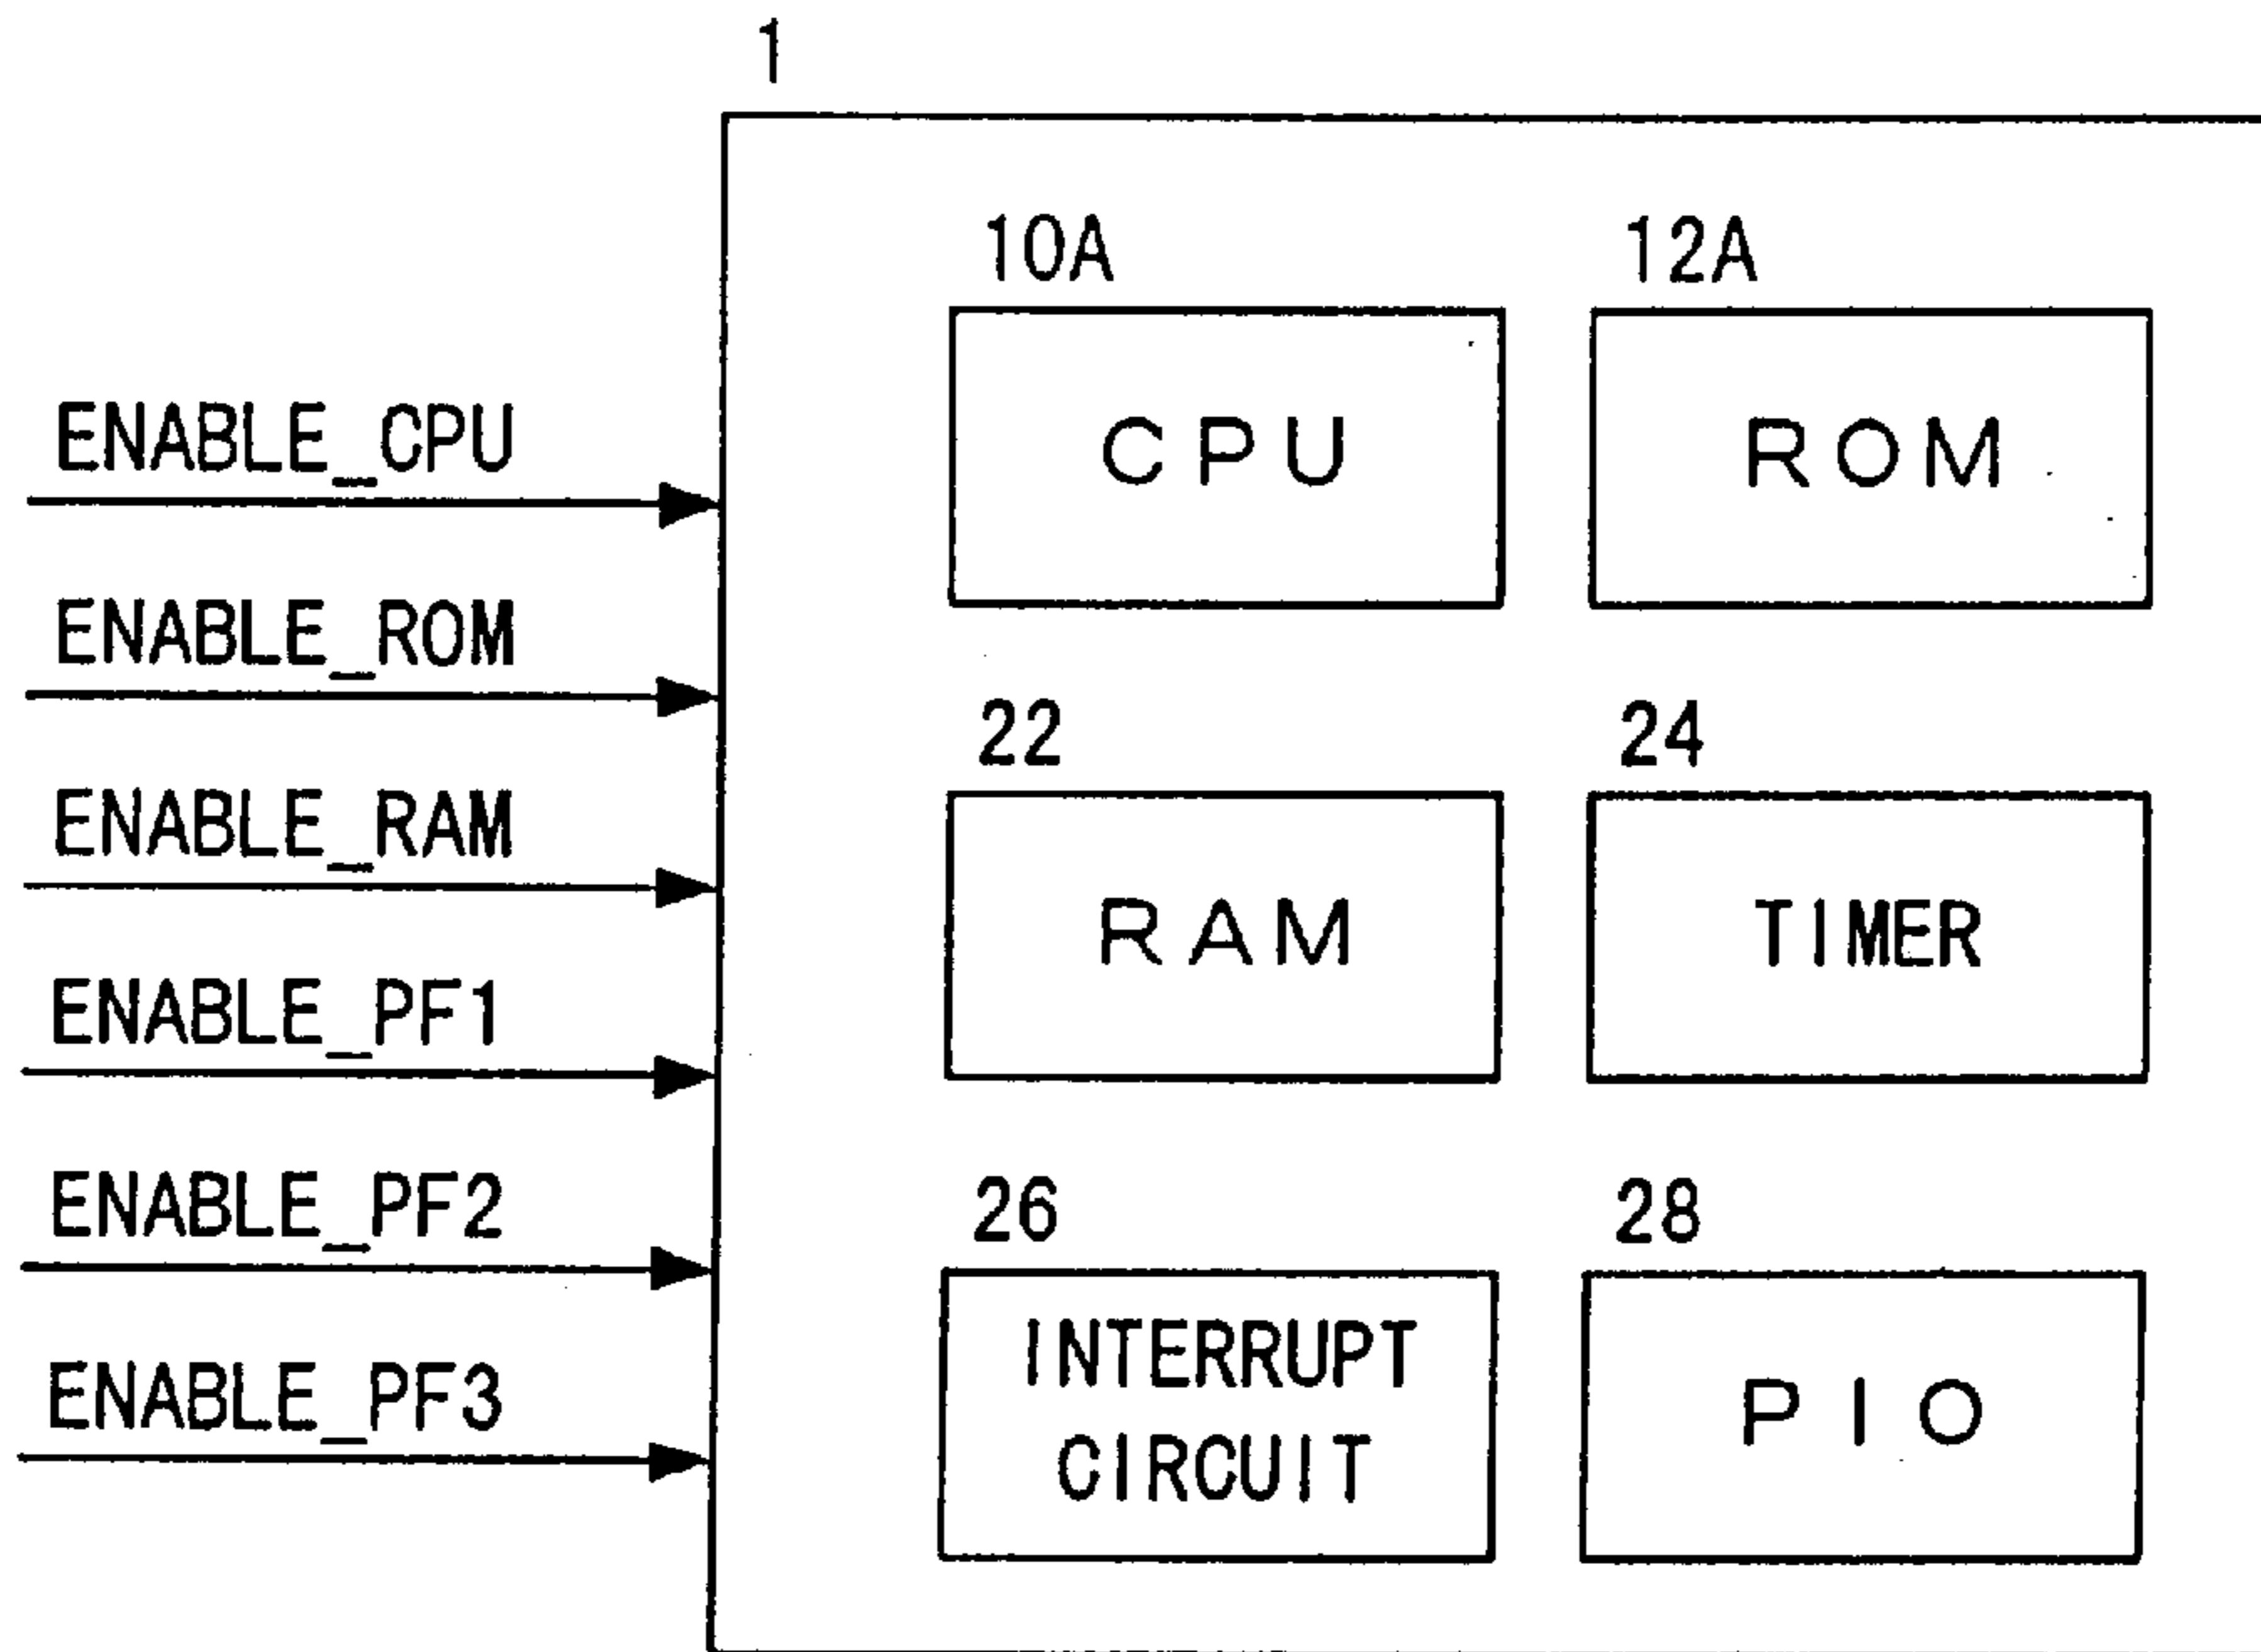 1
10A
12A
CPU
ROM
ENABLE_CPU
ENABLE_ROM
22
24
ENABLE_RAM
RAM
TIMER
ENABLE_PF1
ENABLE_PF2
26
28
INTERRUPT
CIRCUIT
PIO
ENABLE_PF3